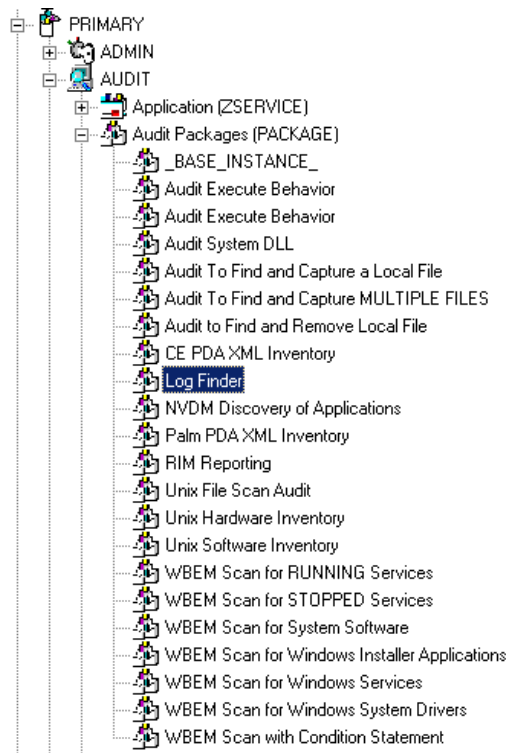 PRIMARY
ADMIN
AUDIT
Application (ZSERVICE)
Audit Packages (PACKAGE)
_BASE_INSTANCE_
Audit Execute Behavior
Audit Execute Behavior
Audit System DLL
Audit To Find and Capture a Local File
Audit To Find and Capture MULTIPLE FILES
Audit to Find and Remove Local File
CE PDA XML Inventory
Log Finder
NVDM Discovery of Applications
Palm PDA XML Inventory
RIM Reporting
Unix File Scan Audit
Unix Hardware Inventory
Unix Software Inventory
WBEM Scan for RUNNING Services
WBEM Scan for STOPPED Services
WBEM Scan for System Software
WBEM Scan for Windows Installer Applications
WBEM Scan for Windows Services
WBEM Scan for Windows System Drivers
WBEM Scan with Condition Statement